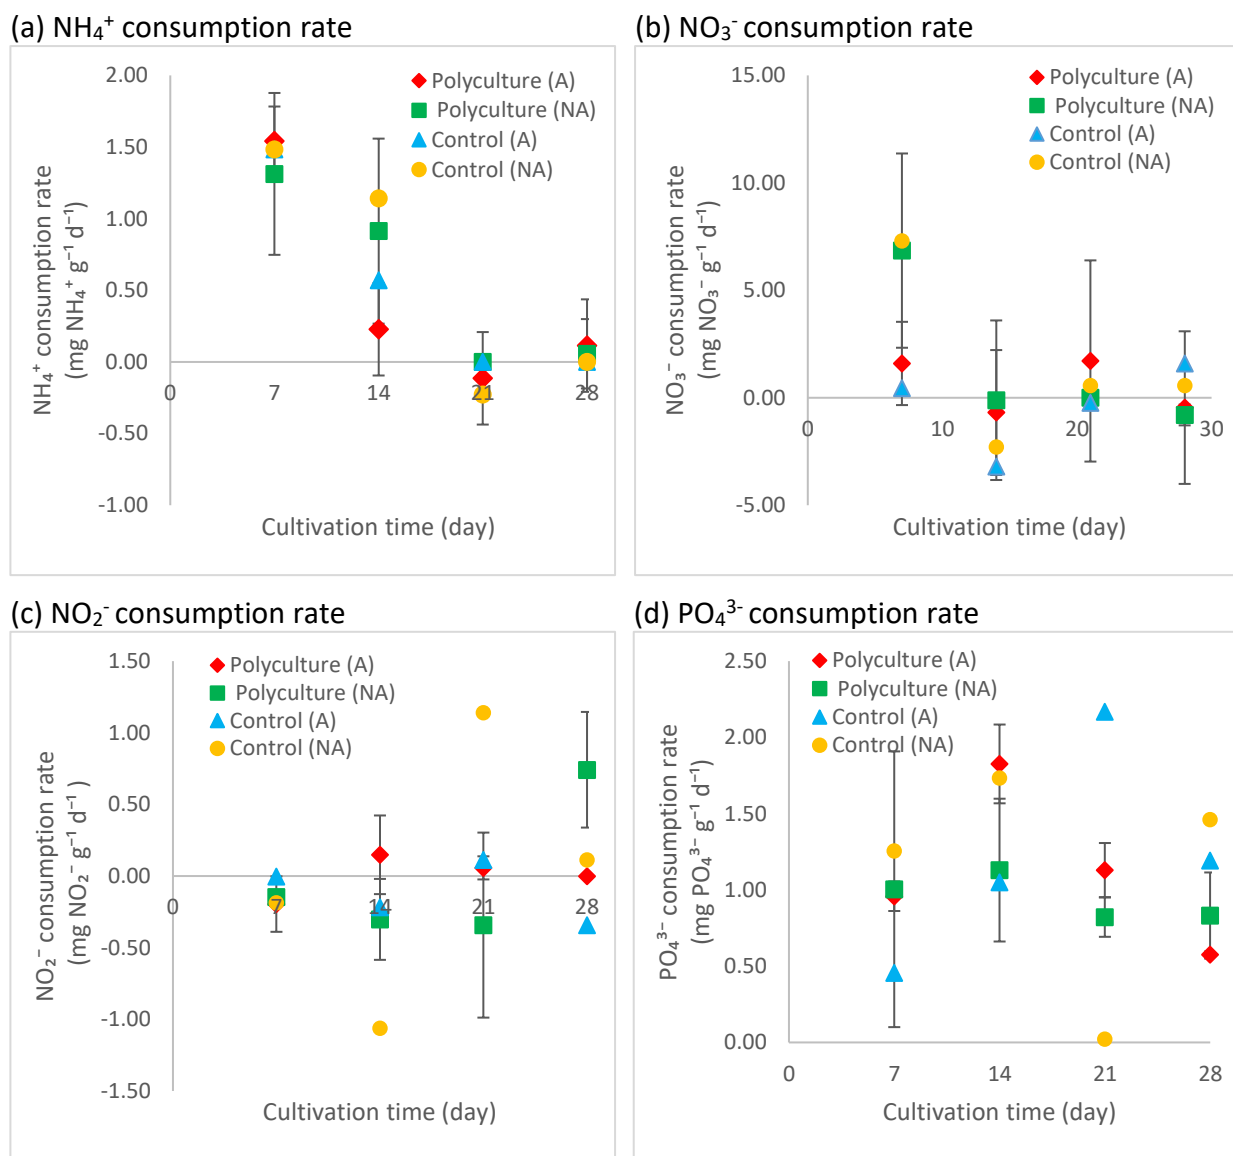 (a) NH₄⁺ consumption rate
2.00
1.50
1.00
0.50
0.00
-0.50
-1.00
0
7
14
21
28
NH₄⁺ consumption rate
(mg NH₄⁺ g⁻¹ d⁻¹)
Cultivation time (day)
Polyculture (A)
Polyculture (NA)
Control (A)
Control (NA)
(b) NO₃⁻ consumption rate
15.00
10.00
5.00
0.00
-5.00
0
10
20
30
NO₃⁻ consumption rate
(mg NO₃⁻ g⁻¹ d⁻¹)
Cultivation time (day)
Polyculture (A)
Polyculture (NA)
Control (A)
Control (NA)
(c) NO₂⁻ consumption rate
1.50
1.00
0.50
0.00
-0.50
-1.00
-1.50
0
7
14
21
28
NO₂⁻ consumption rate
(mg NO₂⁻ g⁻¹ d⁻¹ )
Cultivation time (day)
Polyculture (A)
Polyculture (NA)
Control (A)
Control (NA)
(d) PO₄³⁻ consumption rate
2.50
2.00
1.50
1.00
0.50
0.00
0
7
14
21
28
PO₄³⁻ consumption rate
(mg PO₄³⁻ g⁻¹ d⁻¹)
Cultivation time (day)
Polyculture (A)
Polyculture (NA)
Control (A)
Control (NA)